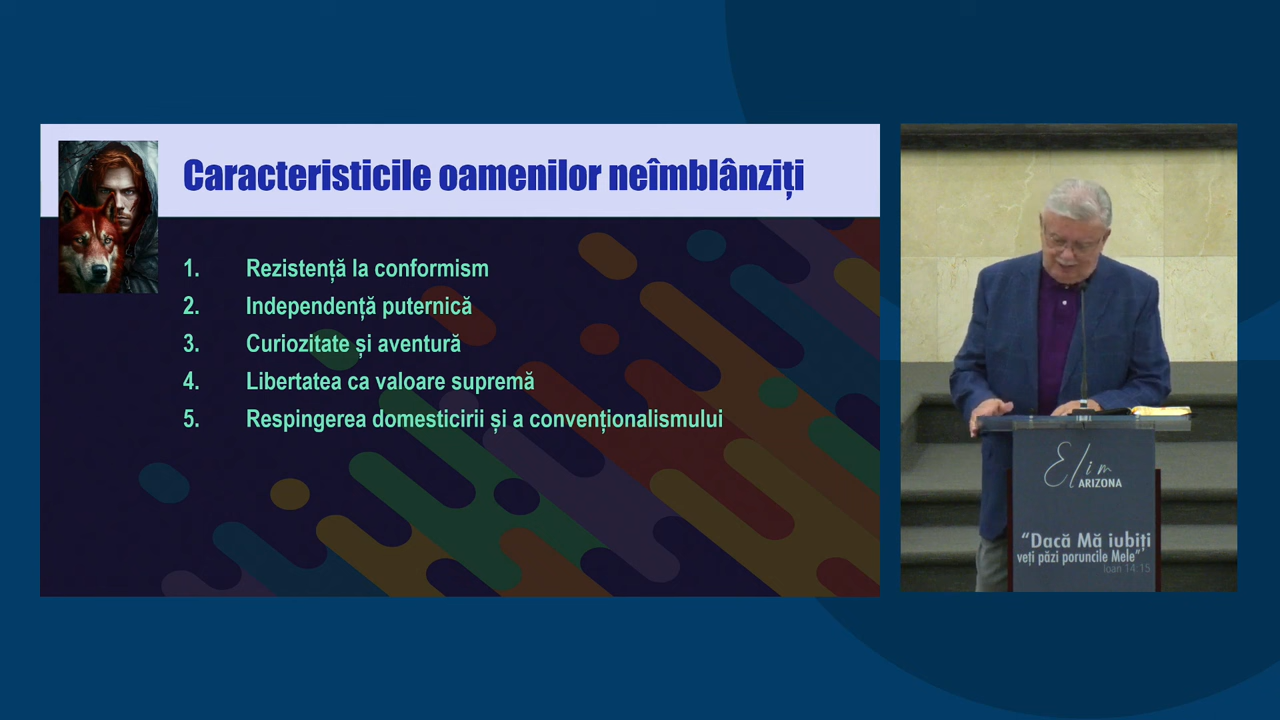 Caracteristicile oamenilor neîmblânziți
1. Rezistență la conformism
2. Independență puternică
3. Curiozitate și aventură
4. Libertatea ca valoare supremă
5. Respingerea domesticirii și a convenționalismului
Elim
ARIZONA
“Dacă Mă iubiți
veți păzi poruncile Mele”
Ioan 14:15